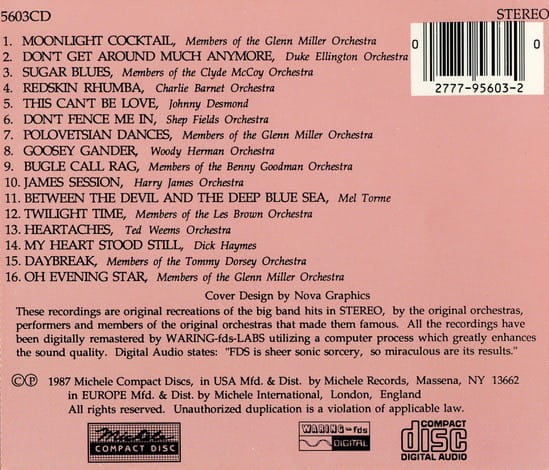 5603CD STEREO
1. MOONLIGHT COCKTAIL, Members of the Glenn Miller Orchestra
2. DON'T GET AROUND MUCH ANYMORE, Duke Ellington Orchestra
3. SUGAR BLUES, Members of the Clyde McCoy Orchestra
4. REDSKIN RHUMBA, Charlie Barnet Orchestra
5. THIS CAN'T BE LOVE, Johnny Desmond
6. DON'T FENCE ME IN, Shep Fields Orchestra
7. POLOVETSIAN DANCES, Members of the Glenn Miller Orchestra
8. GOOSEY GANDER, Woody Herman Orchestra
9. BUGLE CALL RAG, Members of the Benny Goodman Orchestra
10. JAMES SESSION, Harry James Orchestra
11. BETWEEN THE DEVIL AND THE DEEP BLUE SEA, Mel Torme
12. TWILIGHT TIME, Members of the Les Brown Orchestra
13. HEARTACHES, Ted Weems Orchestra
14. MY HEART STOOD STILL, Dick Haymes
15. DAYBREAK, Members of the Tommy Dorsey Orchestra
16. OH EVENING STAR, Members of the Glenn Miller Orchestra
0 0
2777-95603-2
Cover Design by Nova Graphics
These recordings are original recreations of the big band hits in STEREO, by the original orchestras,
performers and members of the original orchestras that made them famous. All the recordings have
been digitally remastered by WARING-fds-LABS utilizing a computer process which greatly enhances
the sound quality. Digital Audio states: "FDS is sheer sonic sorcery, so miraculous are its results."
©℗ 1987 Michele Compact Discs, in USA Mfd. & Dist. by Michele Records, Massena, NY 13662
in EUROPE Mfd. & Dist. by Michele International, London, England
All rights reserved. Unauthorized duplication is a violation of applicable law.
Michele
COMPACT DISC
WARING-fds
DIGITAL
COMPACT
disc
DIGITAL AUDIO